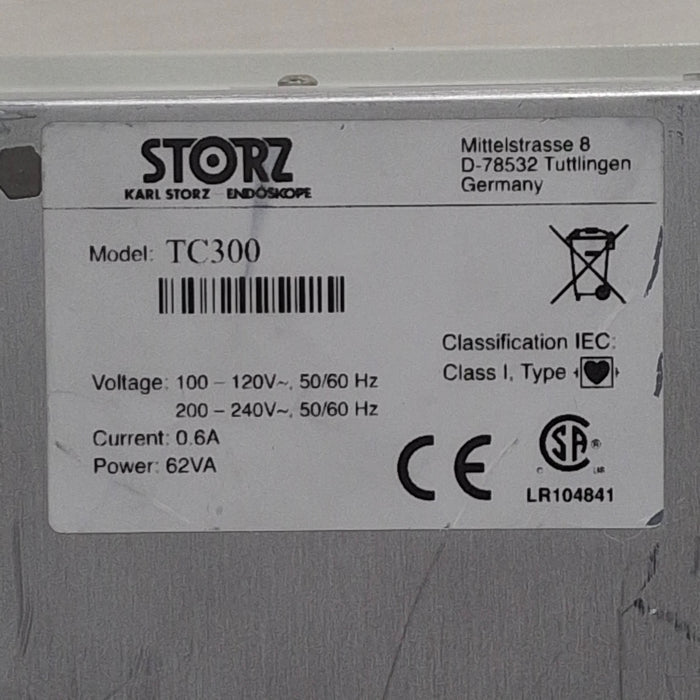 STORZ
KARL STORZ — ENDOSKOPE
Mittelstrasse 8
D-78532 Tuttlingen
Germany
Model: TC300
Classification IEC:
Class I, Type
Voltage: 100 – 120V~, 50/60 Hz
200 – 240V~, 50/60 Hz
Current: 0.6A
Power: 62VA
CE
SA®
LR104841